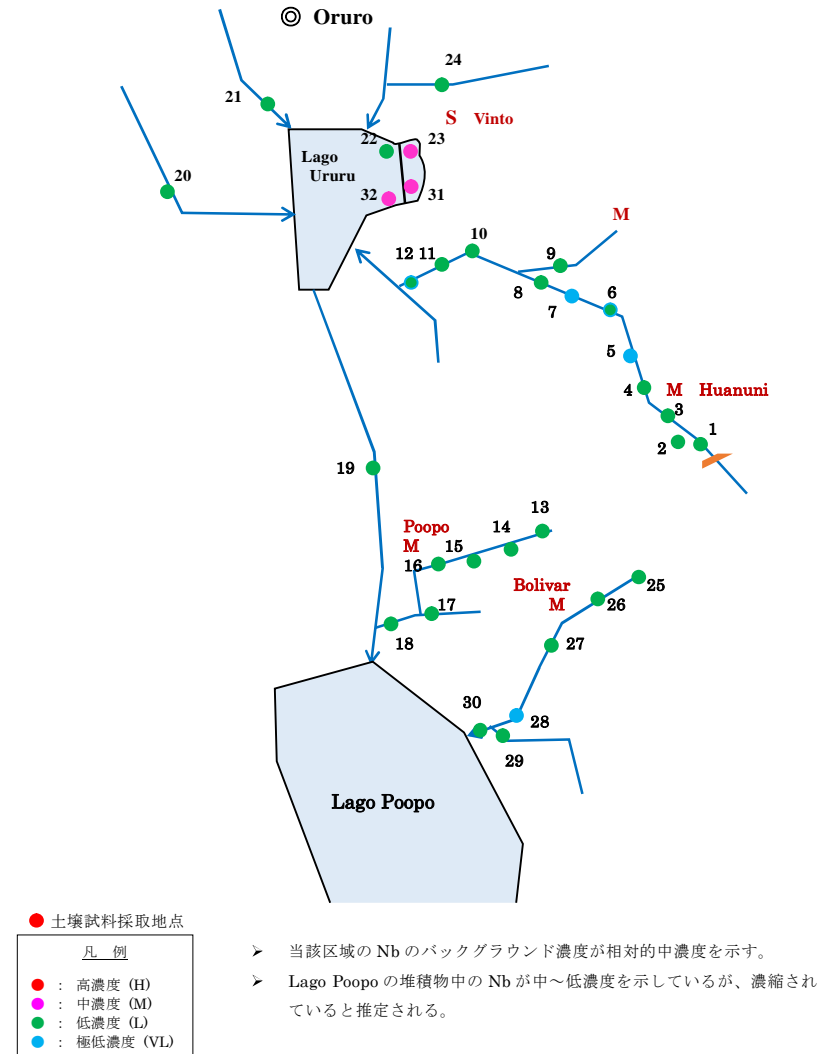 ◎ Oruro
24
21
S Vinto
22
23
Lago
Ururu
20
32
31
M
10
12
11
9
8
7
6
5
4
M Huanuni
3
1
2
19
13
Poopo
M
14
15
16
Bolivar
M
25
26
17
18
27
30
28
29
Lago Poopo
土壌試料採取地点
凡 例
： 高濃度 (H)
： 中濃度 (M)
： 低濃度 (L)
： 極低濃度 (VL)
➢ 当該区域の Nb のバックグラウンド濃度が相対的中濃度を示す。
➢ Lago Poopo の堆積物中の Nb が中～低濃度を示しているが、濃縮され
ていると推定される。